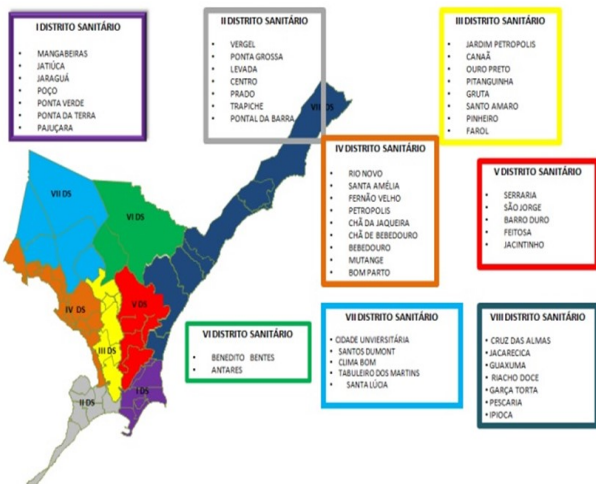 I DISTRITO SANITÁRIO
MANGABEIRAS
JATIÚCA
JARAGUÁ
POÇO
PONTA VERDE
PONTA DA TERRA
PAJUÇARA
II DISTRITO SANITÁRIO
VERGEL
PONTA GROSSA
LEVADA
CENTRO
PRADO
TRAPICHE
PONTAL DA BARRA
III DISTRITO SANITÁRIO
JARDIM PETROPOLIS
CANAÃ
OURO PRETO
PITANGUINHA
GRUTA
SANTO AMARO
PINHEIRO
FAROL
IV DISTRITO SANITÁRIO
RIO NOVO
SANTA AMÉLIA
FERNÃO VELHO
PETROPOLIS
CHÃ DA JAQUEIRA
CHÃ DE BEBEDOURO
BEBEDOURO
MUTANGE
BOM PARTO
V DISTRITO SANITÁRIO
SERRARIA
SÃO JORGE
BARRO DURO
FEITOSA
JACINTINHO
VI DISTRITO SANITÁRIO
BENEDITO BENTES
ANTARES
VII DISTRITO SANITÁRIO
CIDADE UNVIERSITÁRIA
SANTOS DUMONT
CLIMA BOM
TABULEIRO DOS MARTINS
SANTA LÚCIA
VIII DISTRITO SANITÁRIO
CRUZ DAS ALMAS
JACARECICA
GUAXUMA
RIACHO DOCE
GARÇA TORTA
PESCARIA
IPIOCA
VII DS
VI DS
IV DS
V DS
III DS
II DS
I DS